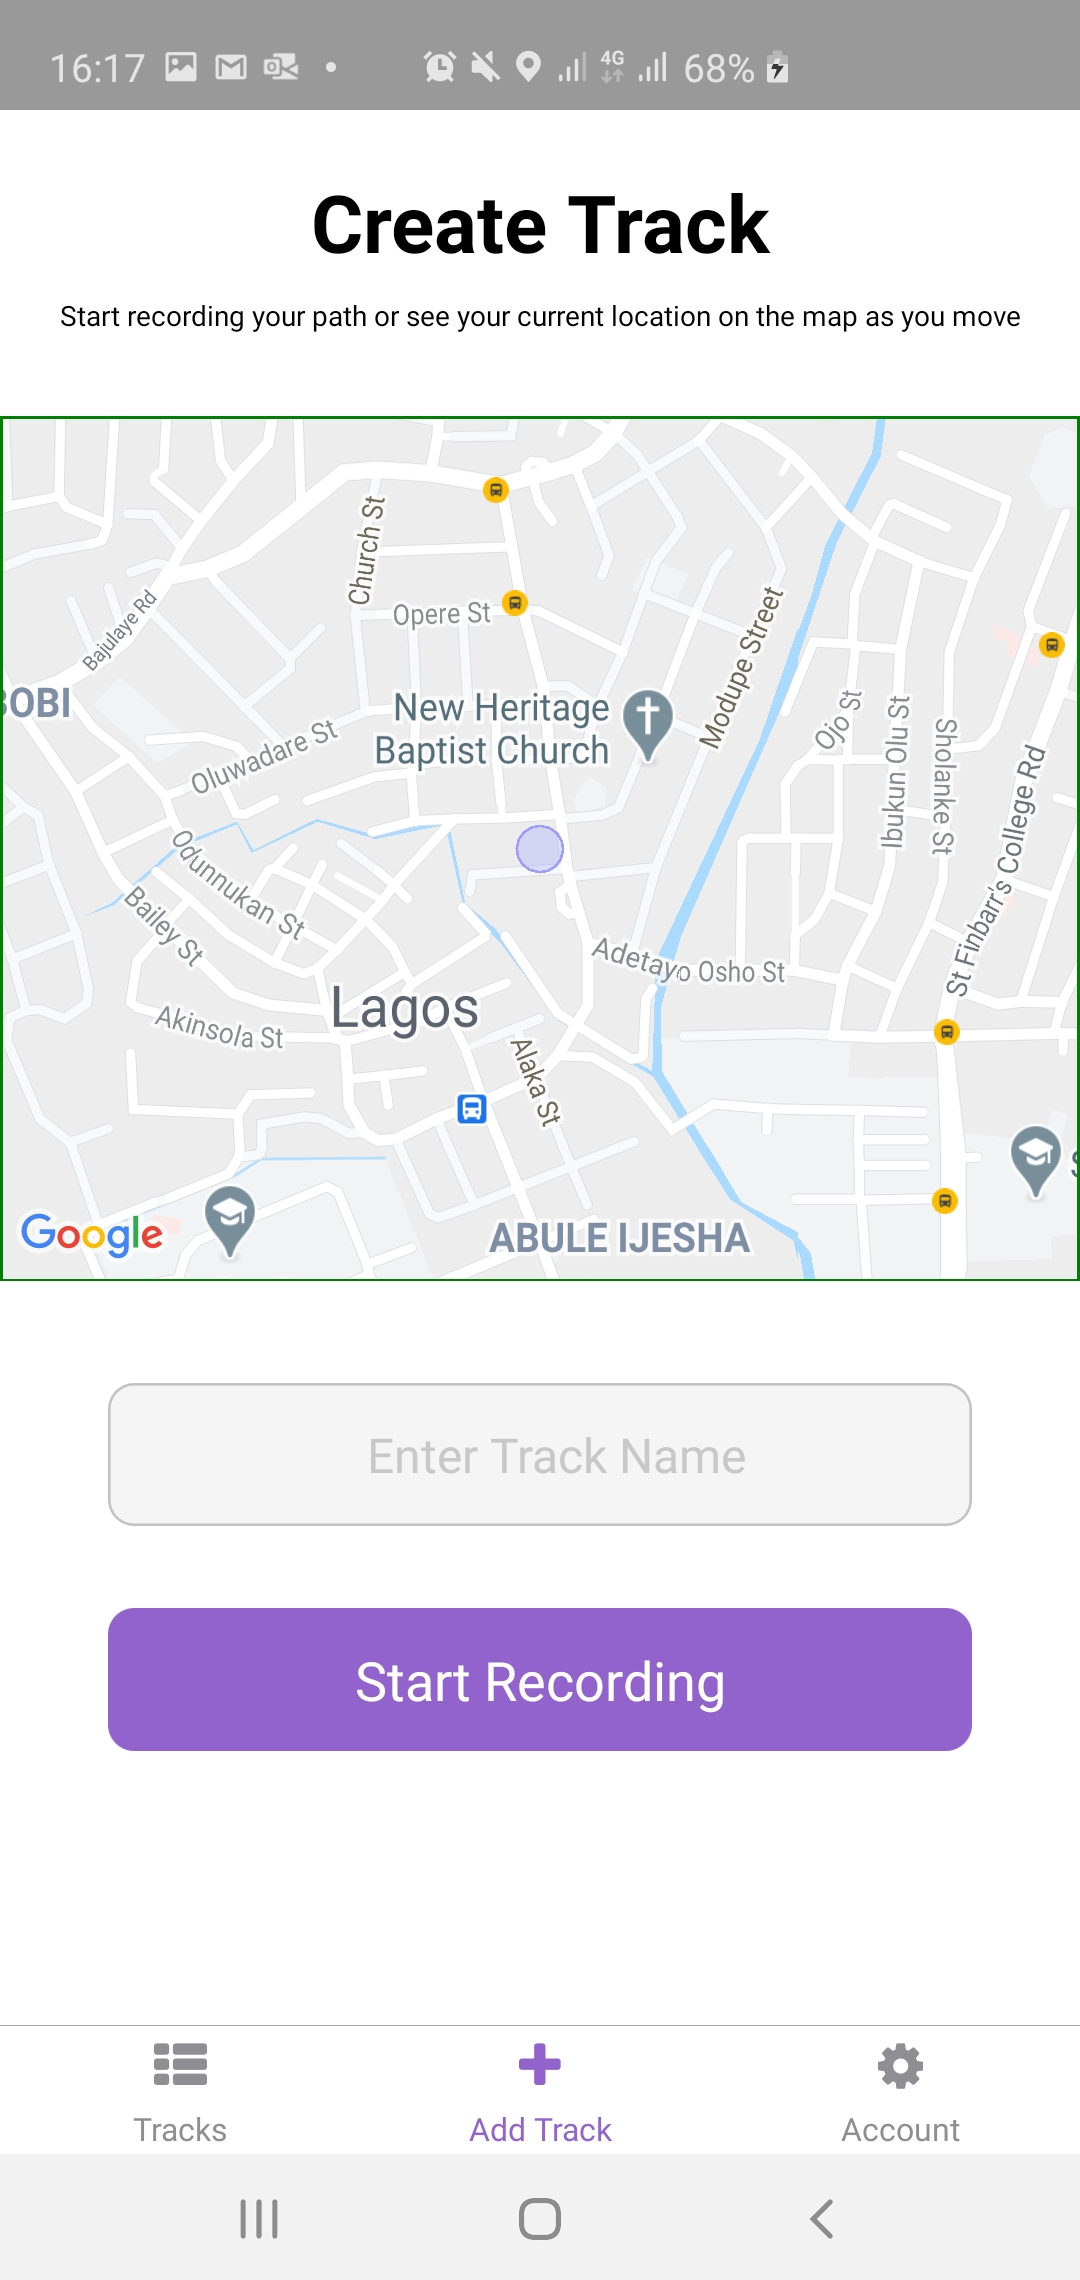 16:17
4G
68%
Create Track
Start recording your path or see your current location on the map as you move
Church St
Bajulaye Rd
Opere St
Modupe Street
BOBI
New Heritage
Baptist Church
Ojo St
Ibukun Olu St
Sholanke St
Oluwadare St
St Finbarr's College Rd
Odunnukan St
Bailey St
Adetayo Osho St
Lagos
Akinsola St
Alaka St
S
Google
ABULE IJESHA
Enter Track Name
Start Recording
Tracks
Add Track
Account